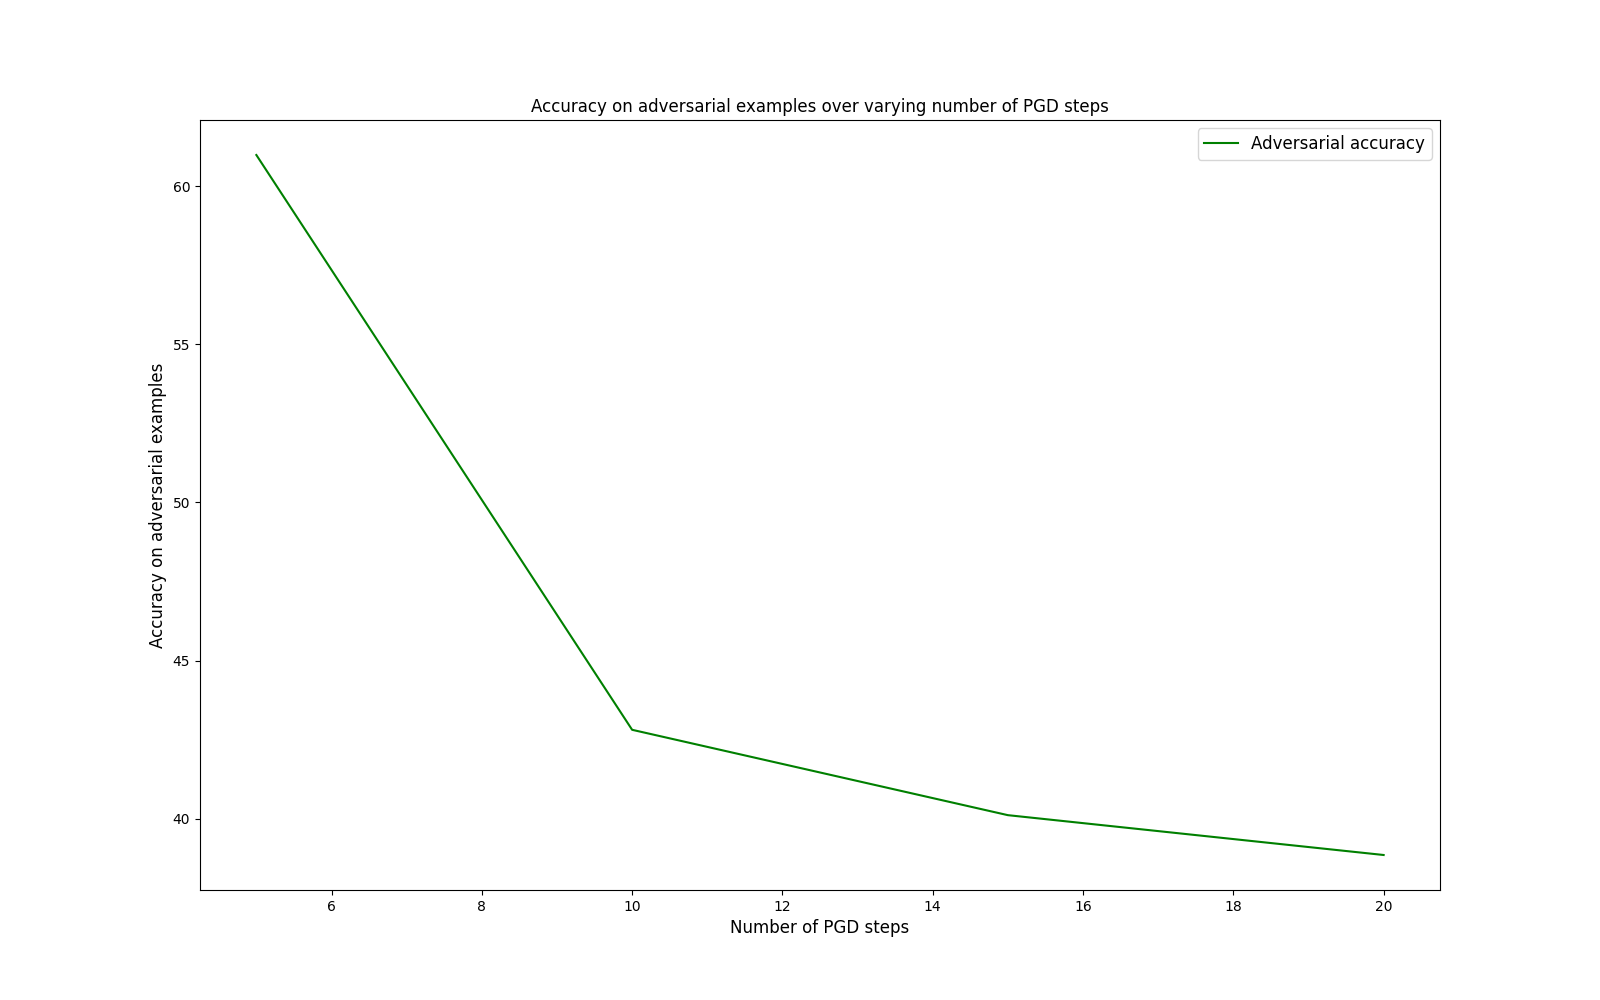 Accuracy on adversarial examples over varying number of PGD steps
Adversarial accuracy
Accuracy on adversarial examples
60
55
50
45
40
6 8 10 12 14 16 18 20
Number of PGD steps